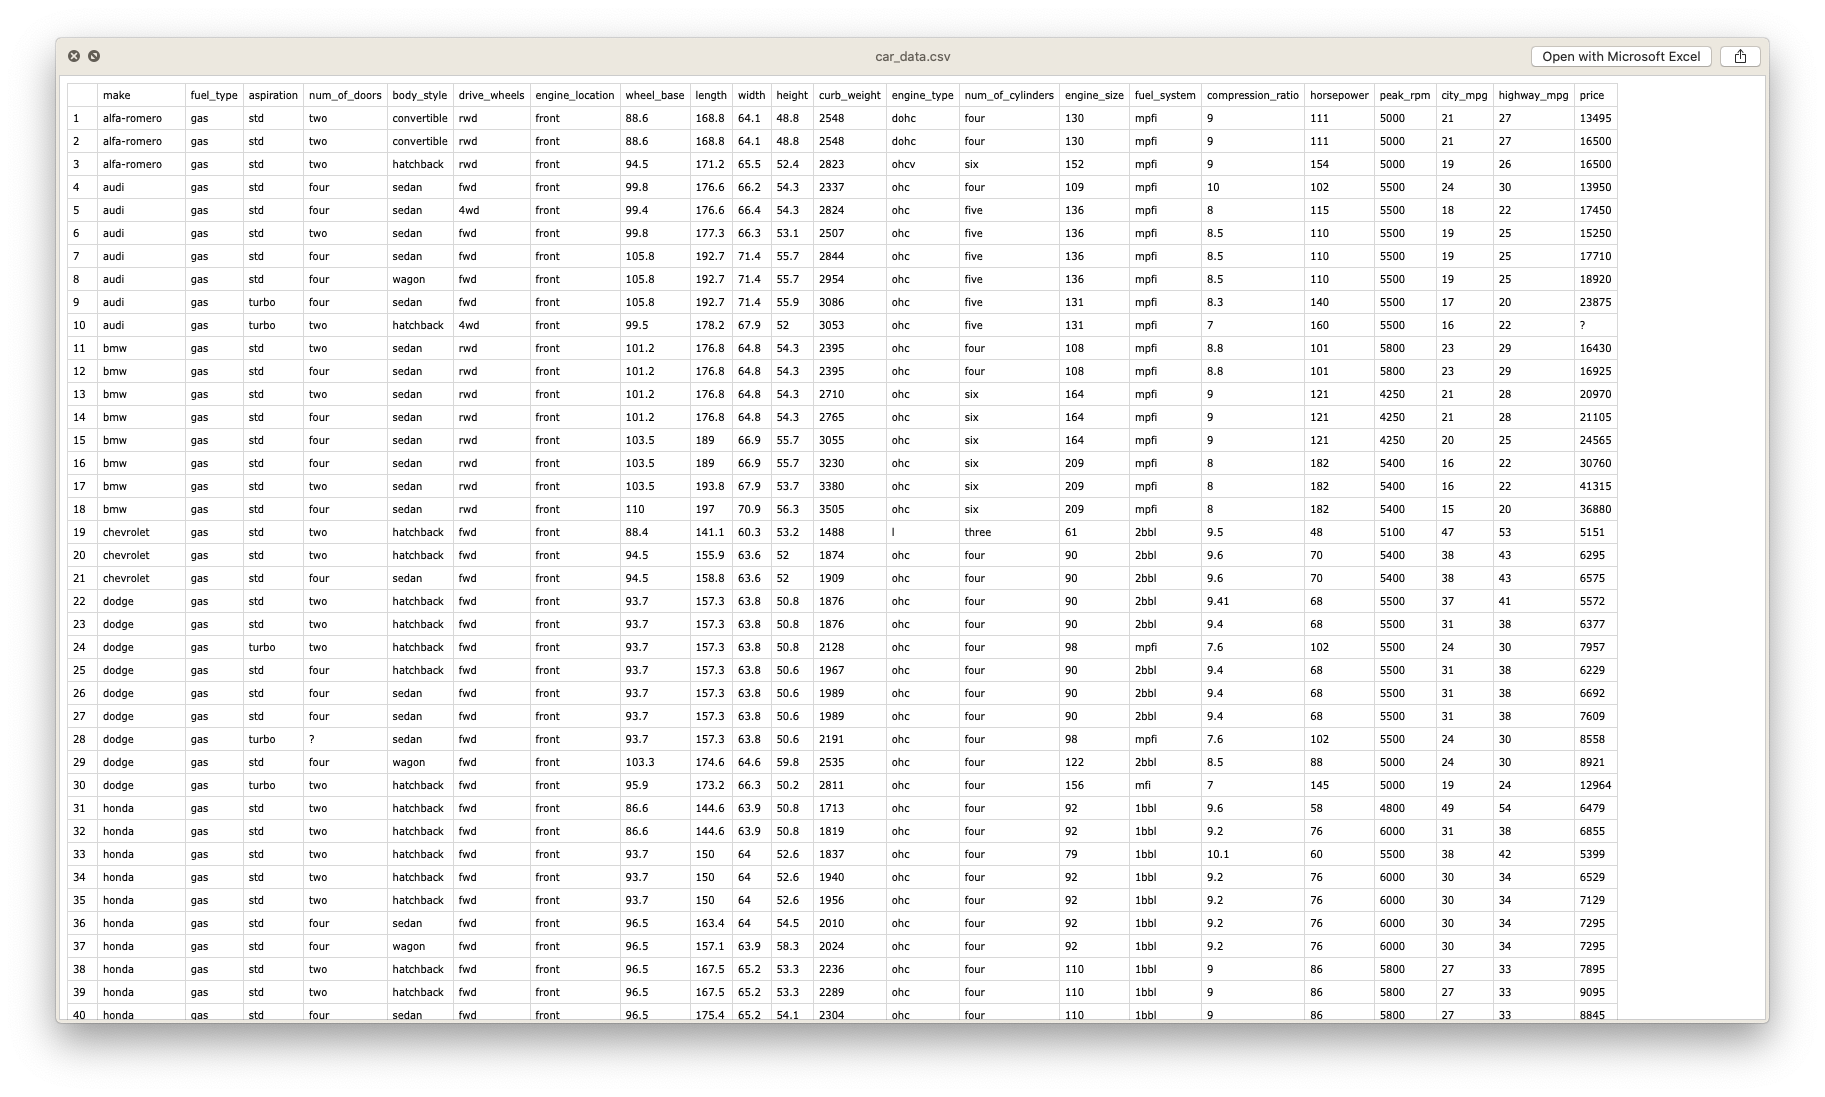 car_data.csv
Open with Microsoft Excel
make fuel_type aspiration num_of_doors body_style drive_wheels engine_location wheel_base length width height curb_weight engine_type num_of_cylinders engine_size fuel_system compression_ratio horsepower peak_rpm city_mpg highway_mpg price
1 alfa-romero gas std two convertible rwd front 88.6 168.8 64.1 48.8 2548 dohc four 130 mpfi 9 111 5000 21 27 13495
2 alfa-romero gas std two convertible rwd front 88.6 168.8 64.1 48.8 2548 dohc four 130 mpfi 9 111 5000 21 27 16500
3 alfa-romero gas std two hatchback rwd front 94.5 171.2 65.5 52.4 2823 ohcv six 152 mpfi 9 154 5000 19 26 16500
4 audi gas std four sedan fwd front 99.8 176.6 66.2 54.3 2337 ohc four 109 mpfi 10 102 5500 24 30 13950
5 audi gas std four sedan 4wd front 99.4 176.6 66.4 54.3 2824 ohc five 136 mpfi 8 115 5500 18 22 17450
6 audi gas std two sedan fwd front 99.8 177.3 66.3 53.1 2507 ohc five 136 mpfi 8.5 110 5500 19 25 15250
7 audi gas std four sedan fwd front 105.8 192.7 71.4 55.7 2844 ohc five 136 mpfi 8.5 110 5500 19 25 17710
8 audi gas std four wagon fwd front 105.8 192.7 71.4 55.7 2954 ohc five 136 mpfi 8.5 110 5500 19 25 18920
9 audi gas turbo four sedan fwd front 105.8 192.7 71.4 55.9 3086 ohc five 131 mpfi 8.3 140 5500 17 20 23875
10 audi gas turbo two hatchback 4wd front 99.5 178.2 67.9 52 3053 ohc five 131 mpfi 7 160 5500 16 22 ?
11 bmw gas std two sedan rwd front 101.2 176.8 64.8 54.3 2395 ohc four 108 mpfi 8.8 101 5800 23 29 16430
12 bmw gas std four sedan rwd front 101.2 176.8 64.8 54.3 2395 ohc four 108 mpfi 8.8 101 5800 23 29 16925
13 bmw gas std two sedan rwd front 101.2 176.8 64.8 54.3 2710 ohc six 164 mpfi 9 121 4250 21 28 20970
14 bmw gas std four sedan rwd front 101.2 176.8 64.8 54.3 2765 ohc six 164 mpfi 9 121 4250 21 28 21105
15 bmw gas std four sedan rwd front 103.5 189 66.9 55.7 3055 ohc six 164 mpfi 9 121 4250 20 25 24565
16 bmw gas std four sedan rwd front 103.5 189 66.9 55.7 3230 ohc six 209 mpfi 8 182 5400 16 22 30760
17 bmw gas std two sedan rwd front 103.5 193.8 67.9 53.7 3380 ohc six 209 mpfi 8 182 5400 16 22 41315
18 bmw gas std four sedan rwd front 110 197 70.9 56.3 3505 ohc six 209 mpfi 8 182 5400 15 20 36880
19 chevrolet gas std two hatchback fwd front 88.4 141.1 60.3 53.2 1488 l three 61 2bbl 9.5 48 5100 47 53 5151
20 chevrolet gas std two hatchback fwd front 94.5 155.9 63.6 52 1874 ohc four 90 2bbl 9.6 70 5400 38 43 6295
21 chevrolet gas std four sedan fwd front 94.5 158.8 63.6 52 1909 ohc four 90 2bbl 9.6 70 5400 38 43 6575
22 dodge gas std two hatchback fwd front 93.7 157.3 63.8 50.8 1876 ohc four 90 2bbl 9.41 68 5500 37 41 5572
23 dodge gas std two hatchback fwd front 93.7 157.3 63.8 50.8 1876 ohc four 90 2bbl 9.4 68 5500 31 38 6377
24 dodge gas turbo two hatchback fwd front 93.7 157.3 63.8 50.8 2128 ohc four 98 mpfi 7.6 102 5500 24 30 7957
25 dodge gas std four hatchback fwd front 93.7 157.3 63.8 50.6 1967 ohc four 90 2bbl 9.4 68 5500 31 38 6229
26 dodge gas std four sedan fwd front 93.7 157.3 63.8 50.6 1989 ohc four 90 2bbl 9.4 68 5500 31 38 6692
27 dodge gas std four sedan fwd front 93.7 157.3 63.8 50.6 1989 ohc four 90 2bbl 9.4 68 5500 31 38 7609
28 dodge gas turbo ? sedan fwd front 93.7 157.3 63.8 50.6 2191 ohc four 98 mpfi 7.6 102 5500 24 30 8558
29 dodge gas std four wagon fwd front 103.3 174.6 64.6 59.8 2535 ohc four 122 2bbl 8.5 88 5000 24 30 8921
30 dodge gas turbo two hatchback fwd front 95.9 173.2 66.3 50.2 2811 ohc four 156 mfi 7 145 5000 19 24 12964
31 honda gas std two hatchback fwd front 86.6 144.6 63.9 50.8 1713 ohc four 92 1bbl 9.6 58 4800 49 54 6479
32 honda gas std two hatchback fwd front 86.6 144.6 63.9 50.8 1819 ohc four 92 1bbl 9.2 76 6000 31 38 6855
33 honda gas std two hatchback fwd front 93.7 150 64 52.6 1837 ohc four 79 1bbl 10.1 60 5500 38 42 5399
34 honda gas std two hatchback fwd front 93.7 150 64 52.6 1940 ohc four 92 1bbl 9.2 76 6000 30 34 6529
35 honda gas std two hatchback fwd front 93.7 150 64 52.6 1956 ohc four 92 1bbl 9.2 76 6000 30 34 7129
36 honda gas std four sedan fwd front 96.5 163.4 64 54.5 2010 ohc four 92 1bbl 9.2 76 6000 30 34 7295
37 honda gas std four wagon fwd front 96.5 157.1 63.9 58.3 2024 ohc four 92 1bbl 9.2 76 6000 30 34 7295
38 honda gas std two hatchback fwd front 96.5 167.5 65.2 53.3 2236 ohc four 110 1bbl 9 86 5800 27 33 7895
39 honda gas std two hatchback fwd front 96.5 167.5 65.2 53.3 2289 ohc four 110 1bbl 9 86 5800 27 33 9095
40 honda gas std four sedan fwd front 96.5 175.4 65.2 54.1 2304 ohc four 110 1bbl 9 86 5800 27 33 8845